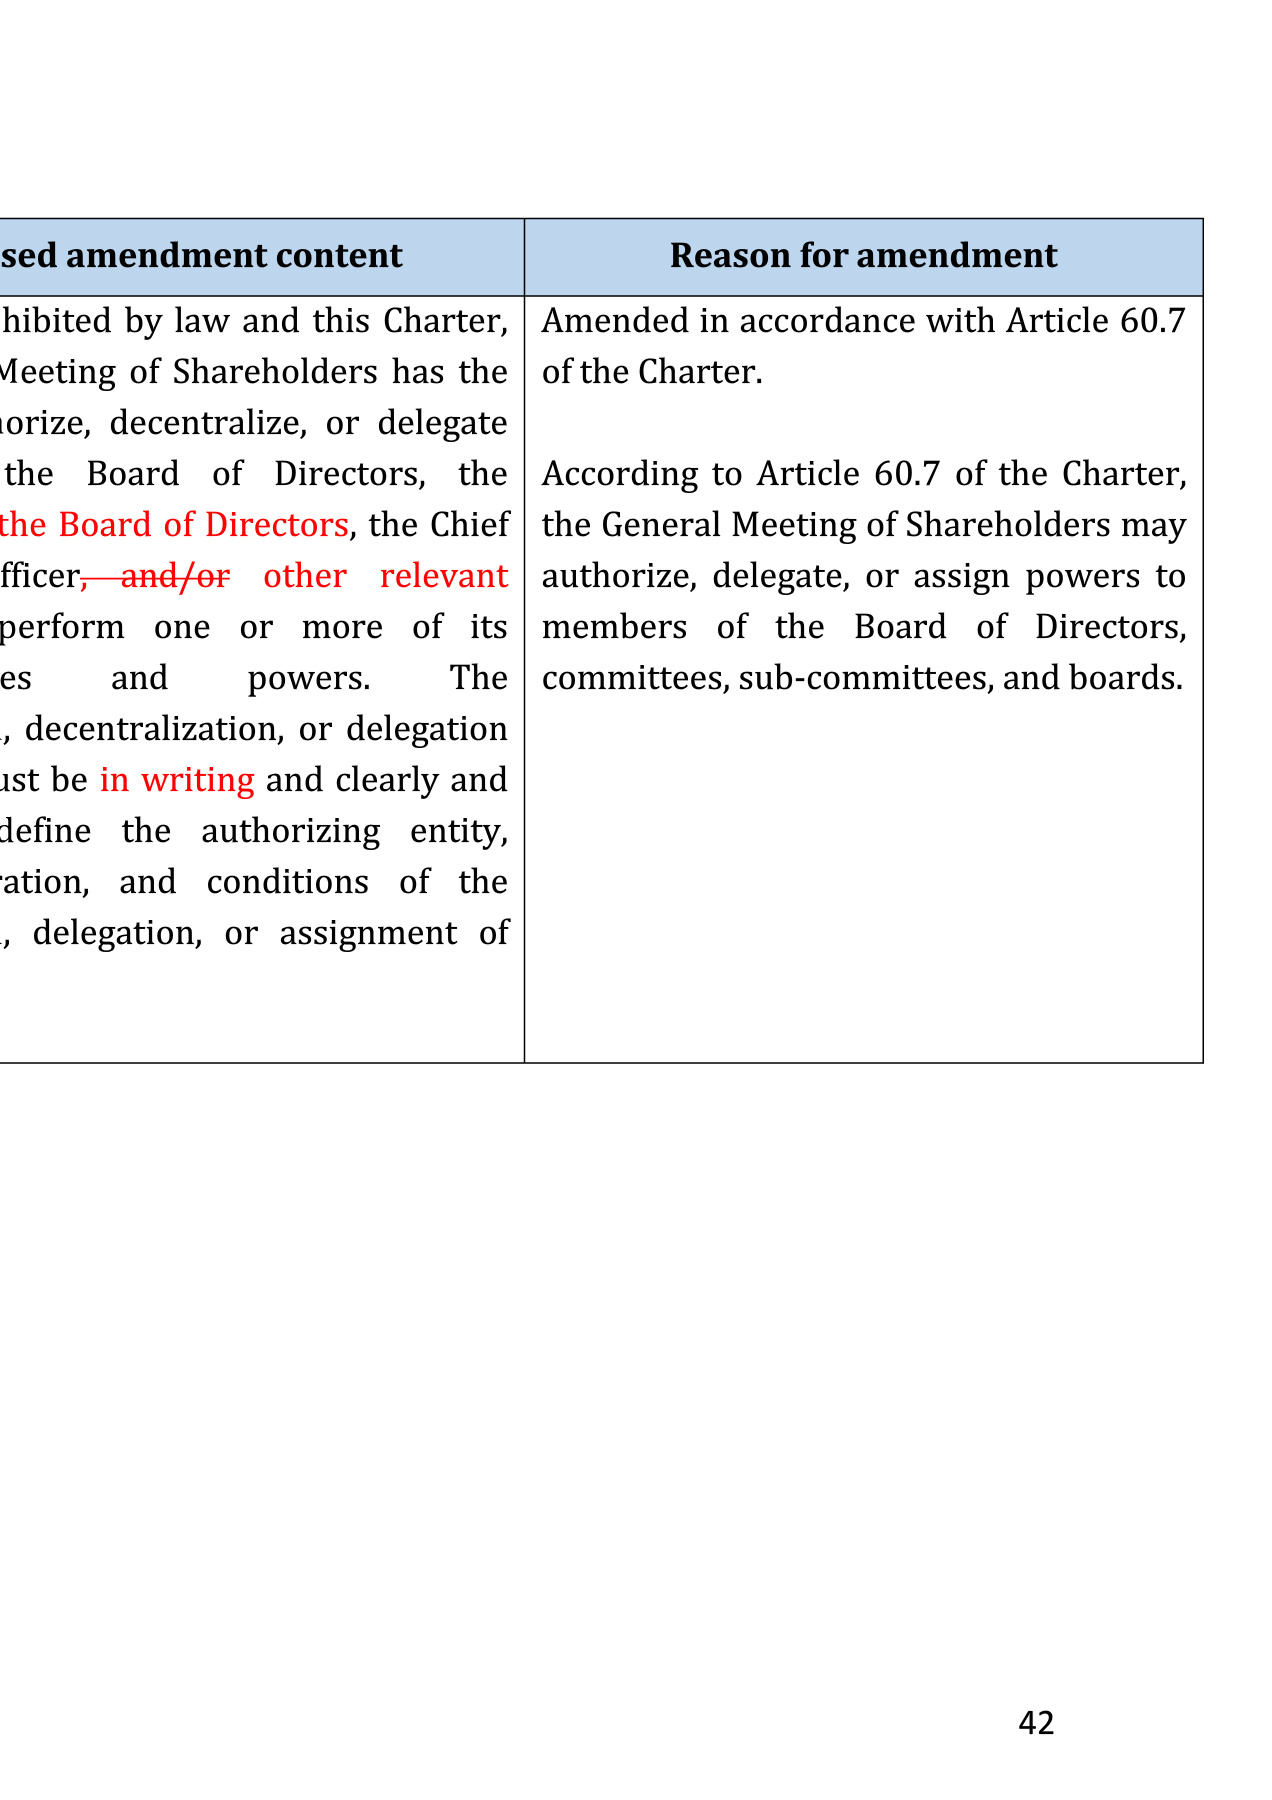 sed amendment content
hibited by law and this Charter,
Meeting of Shareholders has the
orize, decentralize, or delegate
the Board of Directors, the
the Board of Directors, the Chief
fficer, and/or other relevant
perform one or more of its
es and powers. The
, decentralization, or delegation
ust be in writing and clearly and
define the authorizing entity,
ration, and conditions of the
, delegation, or assignment of
Reason for amendment
Amended in accordance with Article 60.7
of the Charter.
According to Article 60.7 of the Charter,
the General Meeting of Shareholders may
authorize, delegate, or assign powers to
members of the Board of Directors,
committees, sub-committees, and boards.
42